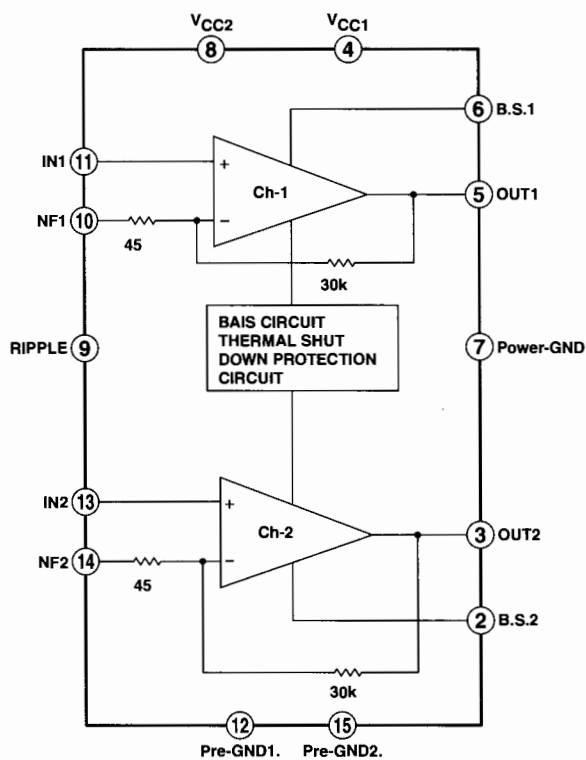 VCC2 VCC1
8 4
6 B.S.1
IN1 11 + Ch-1 5 OUT1
NF1 10 −
45
30k
BAIS CIRCUIT
THERMAL SHUT
DOWN PROTECTION
CIRCUIT
RIPPLE 9 7 Power-GND
IN2 13 +
Ch-2 3 OUT2
NF2 14 −
45
2 B.S.2
30k
12 15
Pre-GND1. Pre-GND2.